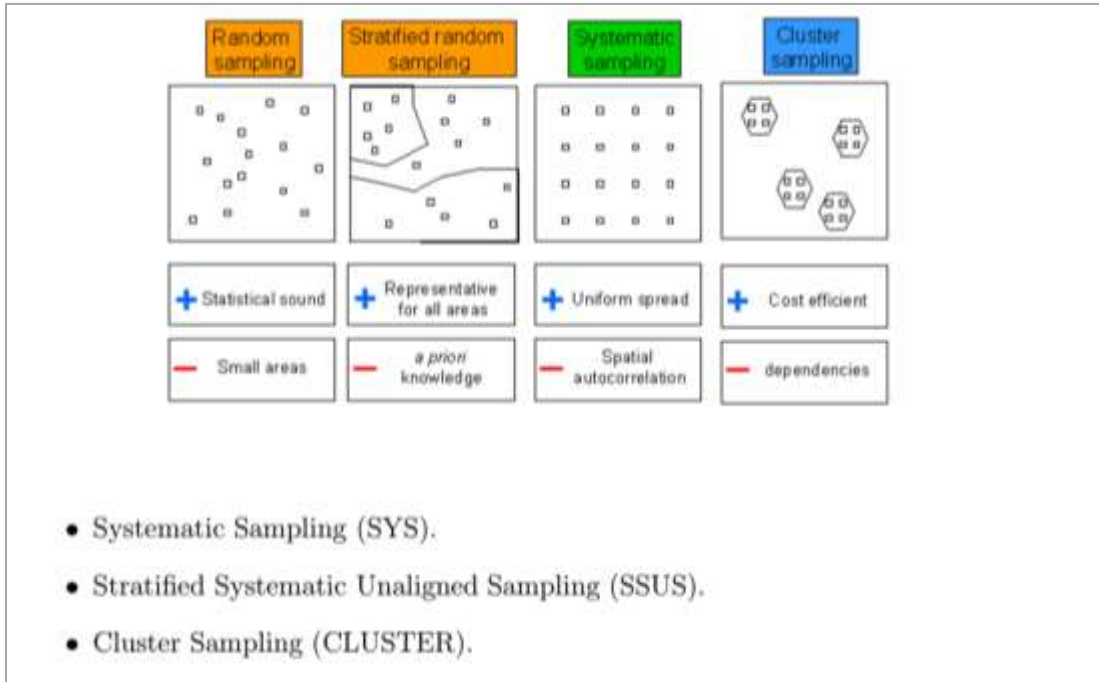 Random
sampling
Stratified random
sampling
Systematic
sampling
Cluster
sampling
+ Statistical sound
+ Representative
for all areas
+ Uniform spread
+ Cost efficient
− Small areas
− a priori
knowledge
− Spatial
autocorrelation
− dependencies
• Systematic Sampling (SYS).
• Stratified Systematic Unaligned Sampling (SSUS).
• Cluster Sampling (CLUSTER).